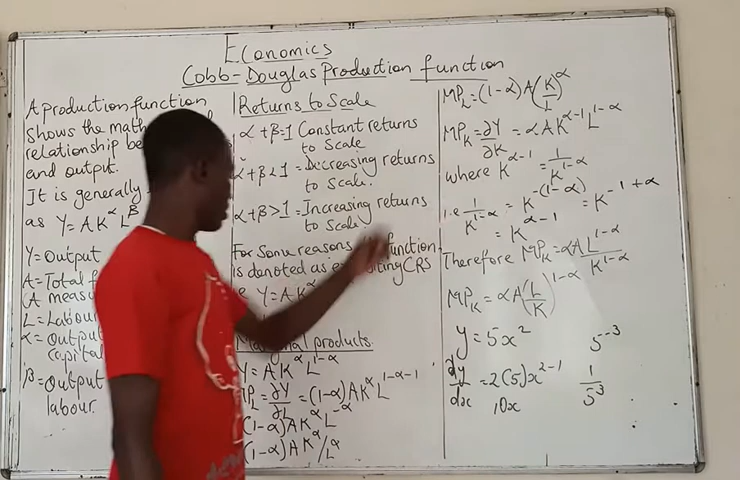 Economics
Cobb-Douglas Production function
A production function
shows the math
relationship be
and output.
It is generally
as Y=AK^α L^β
Y=Output
A=Total f
(A meas
L=Labour
α=Output
capital
β=Output
labour.
Returns to Scale
α+β=1 Constant returns
to Scale
α+β<1=Decreasing returns
to Scale.
α+β>1=Increasing returns
to Scale
For Some reasons function
is denoted as CRS
Y=AK^α
Marginal products
Y=AK^α L^1-α
MP_L=∂Y/∂L=(1-α)AK^α L^1-α-1
(1-α)AK^α L^-α
(1-α)AK^α/L^α
MP_L=(1-α)A(K/L)^α
MP_K=∂Y/∂K=αAK^α-1 L^1-α
where K^α-1=1/K^1-α
i.e 1/K^1-α=K^-(1-α)=K^-1+α
=K^α-1
Therefore MP_K=αAL^1-α/K^1-α
MP_K=αA(L/K)^1-α
y=5x²
dy/dx=2(5)x^2-1
10x
5^-3
1/5^3